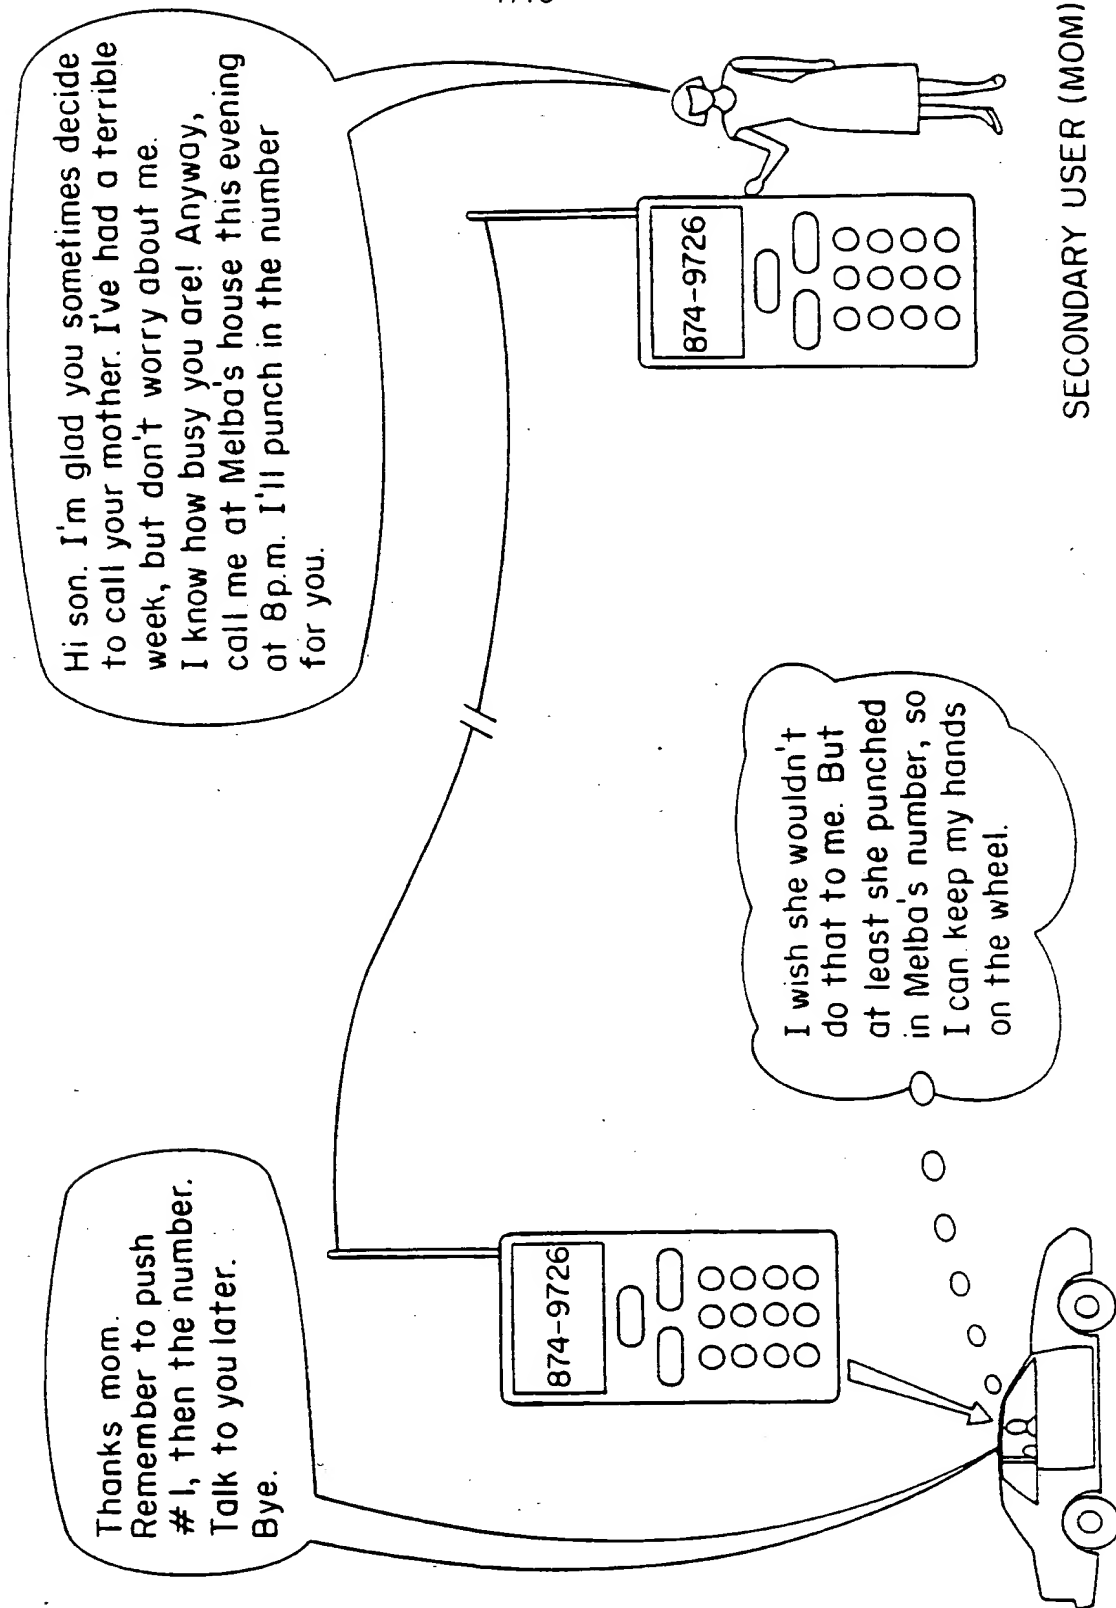 Thanks mom.
Remember to push
#1, then the number.
Talk to you later.
Bye.
Hi son. I'm glad you sometimes decide
to call your mother. I've had a terrible
week, but don't worry about me.
I know how busy you are! Anyway,
call me at Melba's house this evening
at 8p.m. I'll punch in the number
for you.
874-9726
874-9726
I wish she wouldn't
do that to me. But
at least she punched
in Melba's number, so
I can keep my hands
on the wheel.
SECONDARY USER (MOM)